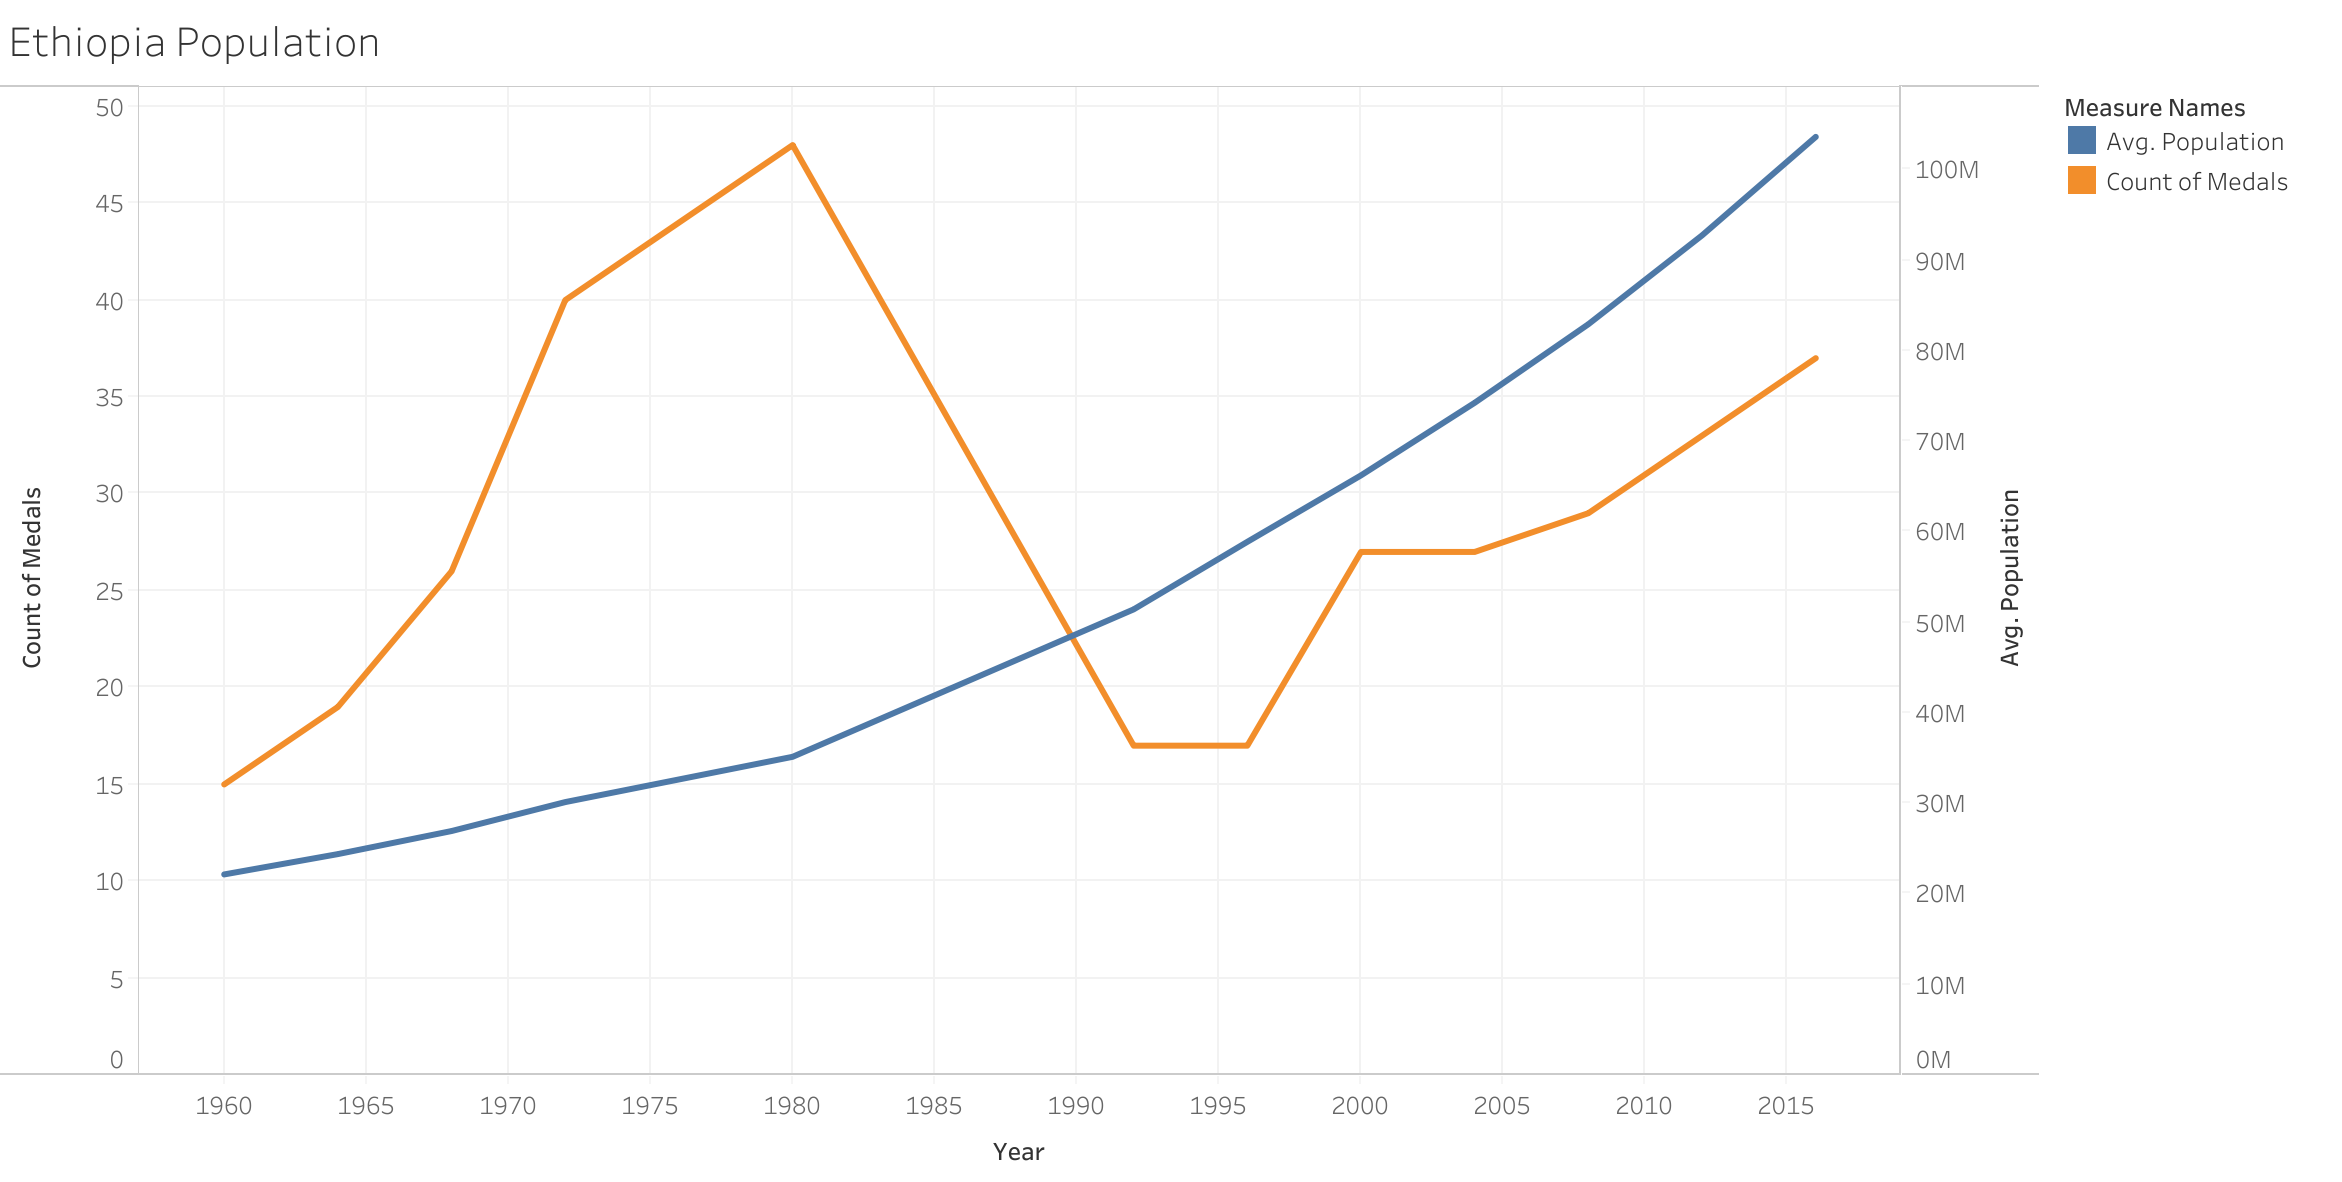 Ethiopia Population
50
45
40
35
30
25
20
15
10
5
0
Count of Medals
100M
90M
80M
70M
60M
50M
40M
30M
20M
10M
0M
Avg. Population
1960 1965 1970 1975 1980 1985 1990 1995 2000 2005 2010 2015
Year
Measure Names
Avg. Population
Count of Medals